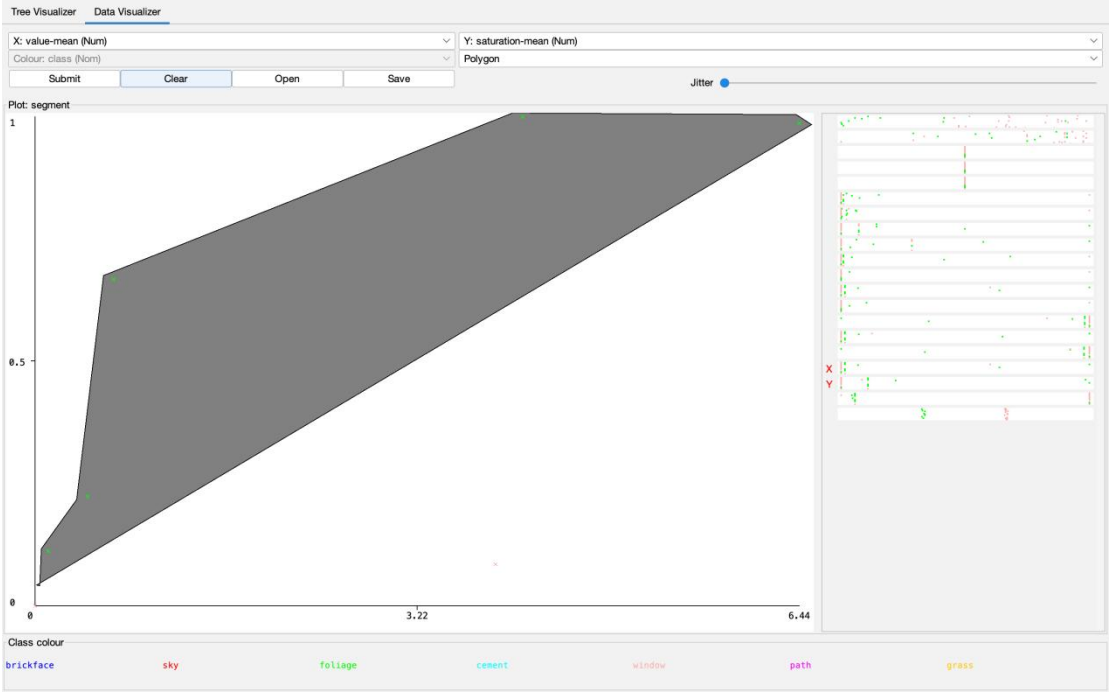 Tree Visualizer Data Visualizer
X: value-mean (Num) Y: saturation-mean (Num)
Colour: class (Nom) Polygon
Submit Clear Open Save Jitter
Plot: segment
1
0.5
X
Y
0
0 3.22 6.44
Class colour
brickface sky foliage cement window path grass